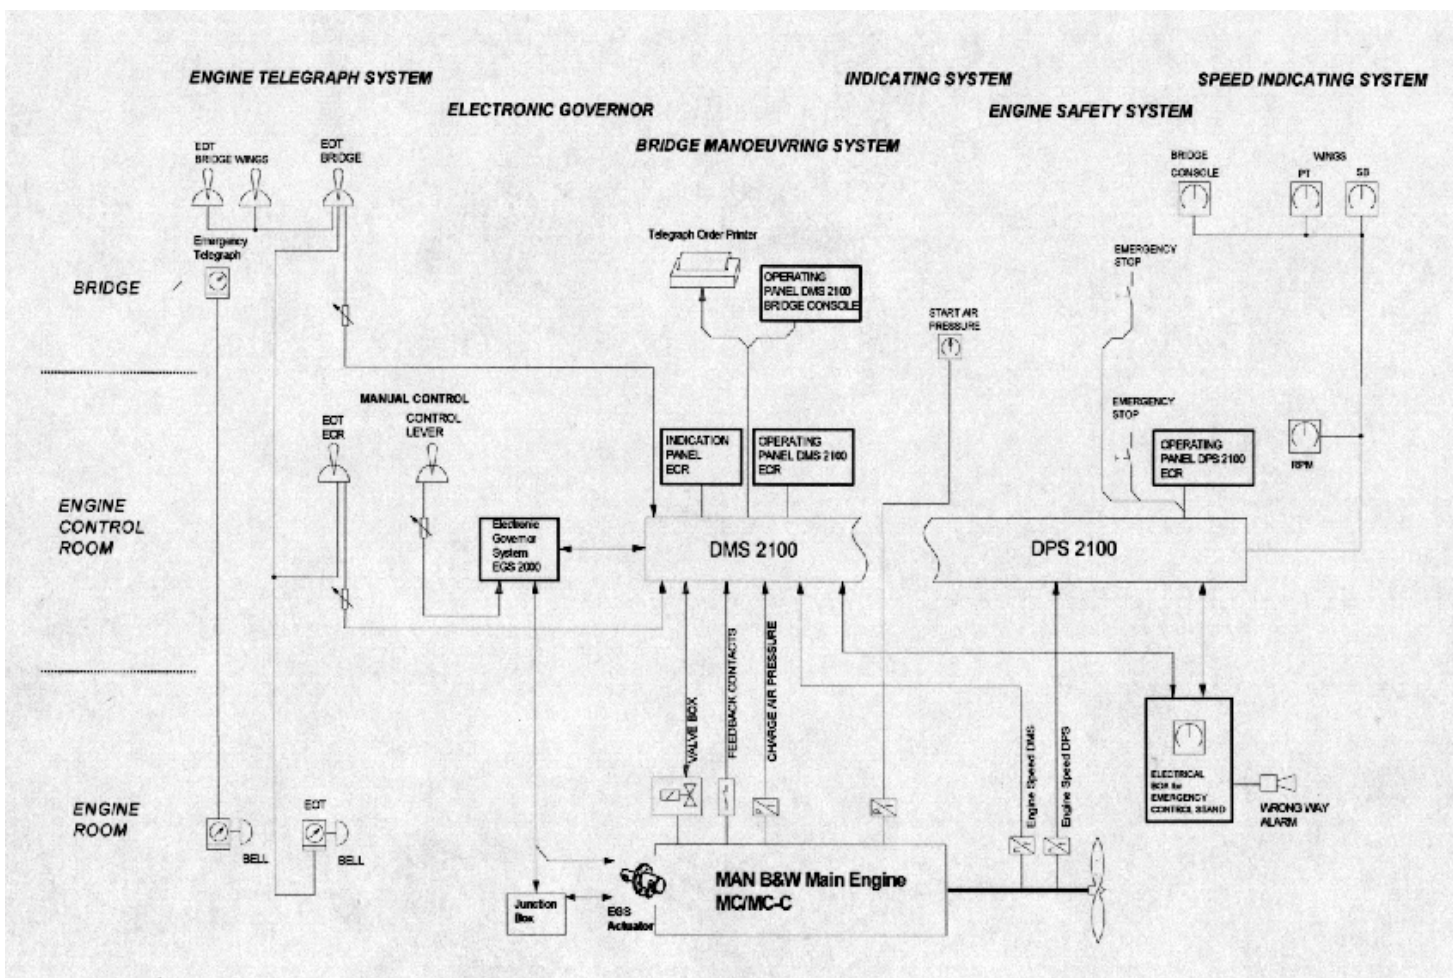 ENGINE TELEGRAPH SYSTEM
INDICATING SYSTEM
SPEED INDICATING SYSTEM
ELECTRONIC GOVERNOR
ENGINE SAFETY SYSTEM
BRIDGE MANOEUVRING SYSTEM
EOT
BRIDGE WINGS
EOT
BRIDGE
BRIDGE
CONSOLE
WINGS
PT
SB
Emergency
Telegraph
Telegraph Order Printer
EMERGENCY
STOP
BRIDGE
OPERATING
PANEL DMS 2100
BRIDGE CONSOLE
START AIR
PRESSURE
MANUAL CONTROL
EOT
ECR
CONTROL
LEVER
EMERGENCY
STOP
INDICATION
PANEL
ECR
OPERATING
PANEL DMS 2100
ECR
OPERATING
PANEL DPS 2100
ECR
RPM
ENGINE
CONTROL
ROOM
Electronic
Governor
System
EGS 2000
DMS 2100
DPS 2100
VALVE BOX
FEEDBACK CONTACTS
CHARGE AIR PRESSURE
Engine Speed DMS
Engine Speed DPS
ELECTRICAL
BOX for
EMERGENCY
CONTROL STAND
WRONG WAY
ALARM
ENGINE
ROOM
BELL
EOT
BELL
MAN B&W Main Engine
MC/MC-C
Junction
Box
EGS
Actuator